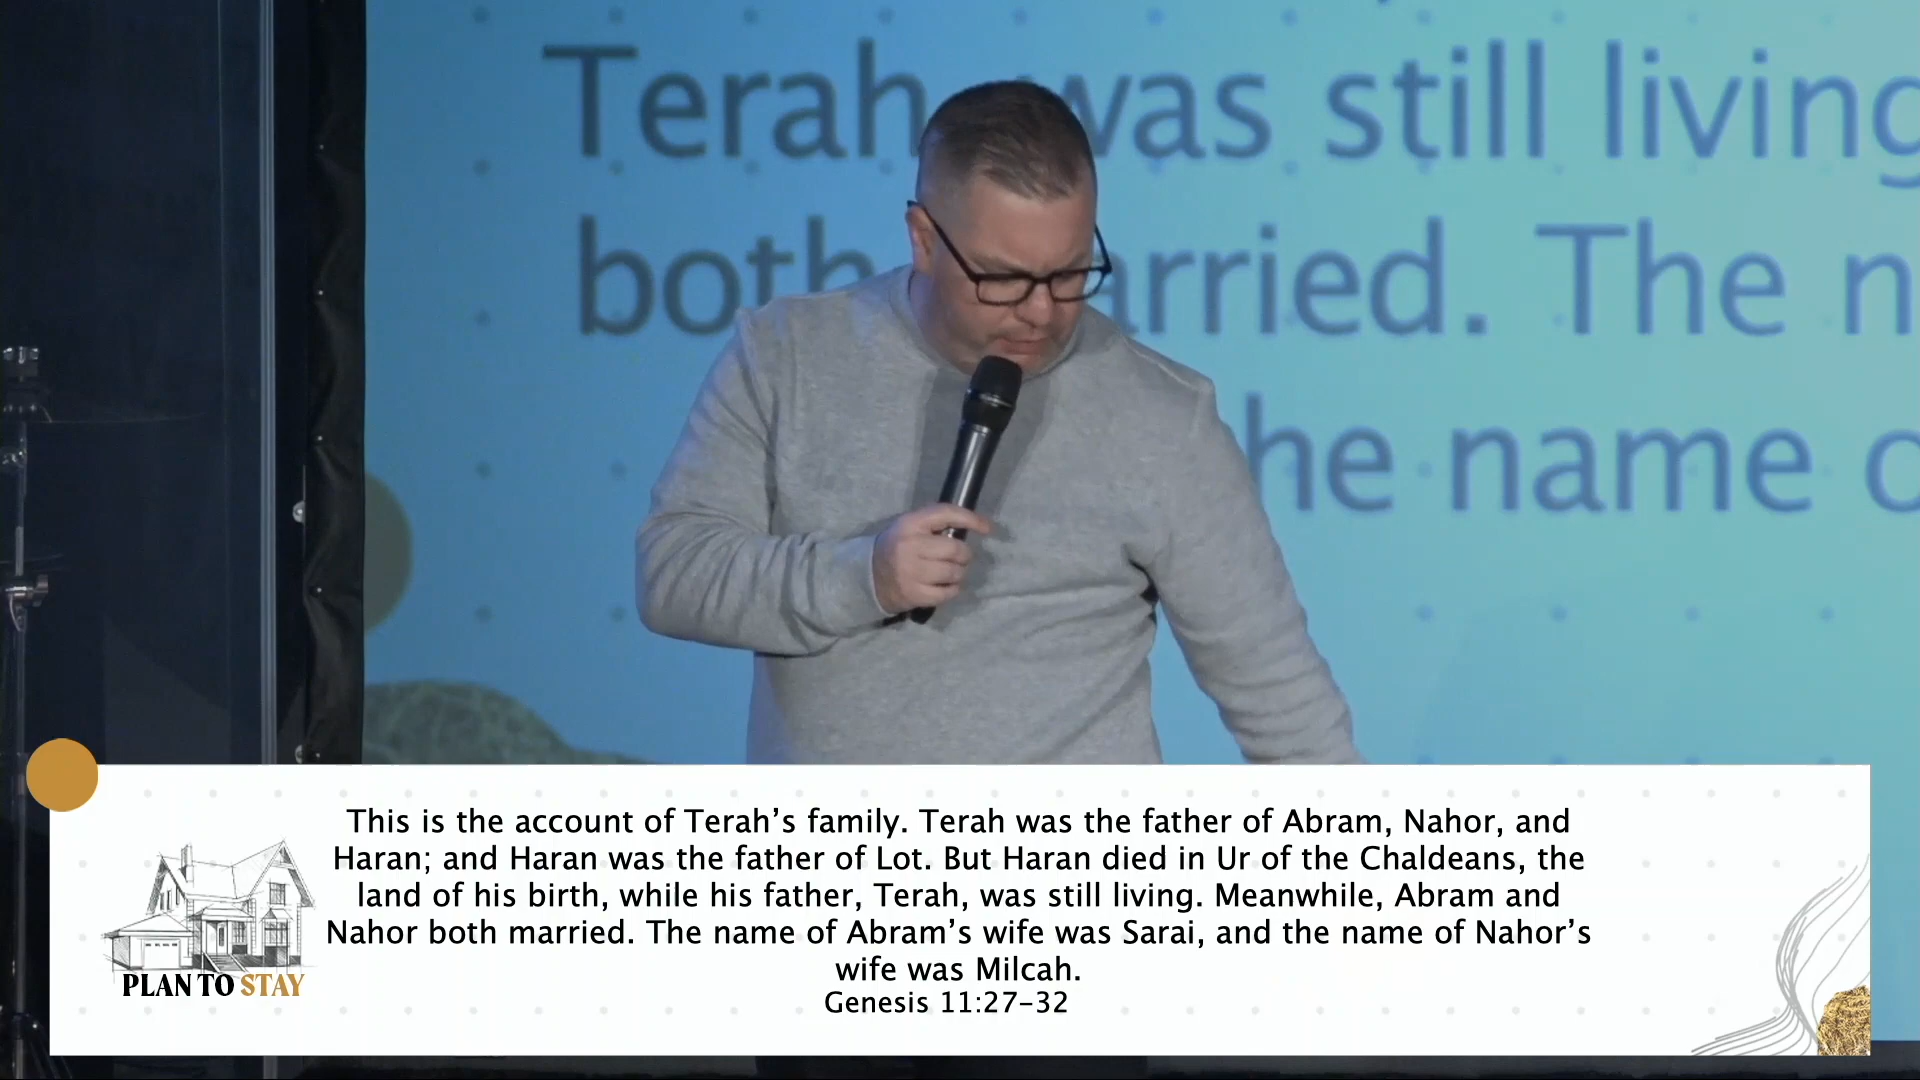 Terah, was still living
both married. The n
he name o
This is the account of Terah’s family. Terah was the father of Abram, Nahor, and
Haran; and Haran was the father of Lot. But Haran died in Ur of the Chaldeans, the
land of his birth, while his father, Terah, was still living. Meanwhile, Abram and
Nahor both married. The name of Abram’s wife was Sarai, and the name of Nahor’s
wife was Milcah.
Genesis 11:27-32
PLAN TO STAY